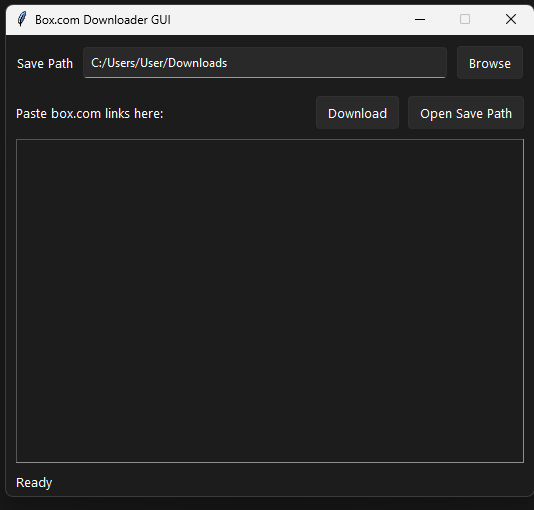 Box.com Downloader GUI
Save Path C:/Users/User/Downloads Browse
Paste box.com links here: Download Open Save Path
Ready